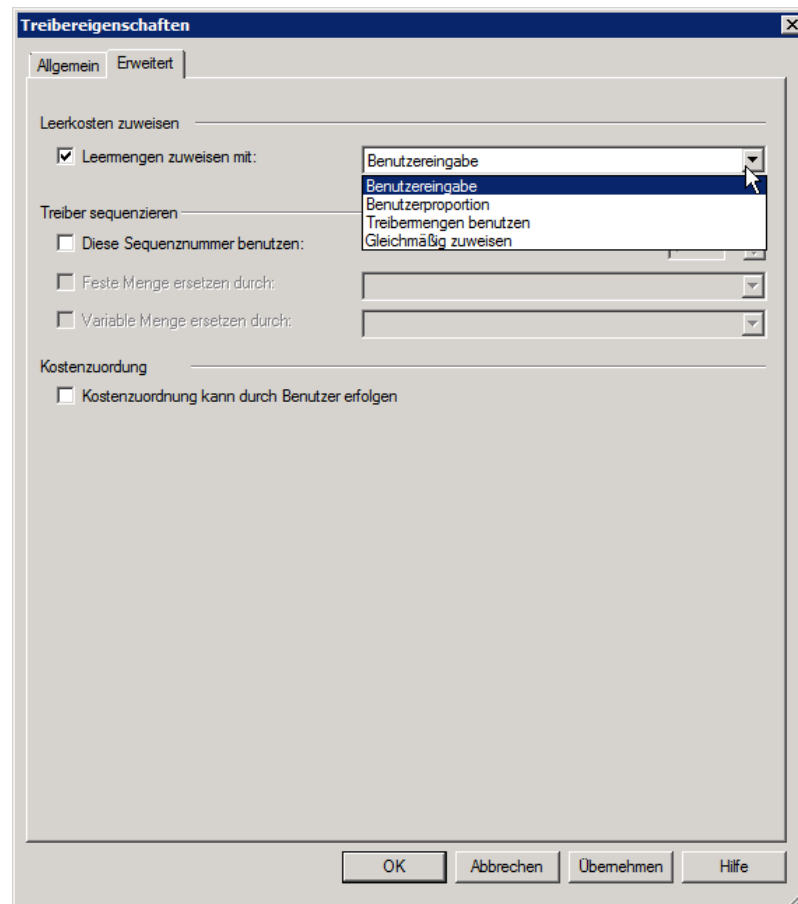 Treibereigenschaften
Allgemein Erweitert
Leerkosten zuweisen
Leermengen zuweisen mit: Benutzereingabe
Benutzereingabe
Benutzerproportion
Treiber sequenzieren
Treibermengen benutzen
Diese Sequenznummer benutzen: Gleichmäßig zuweisen
Feste Menge ersetzen durch:
Variable Menge ersetzen durch:
Kostenzuordung
Kostenzuordnung kann durch Benutzer erfolgen
OK Abbrechen Übernehmen Hilfe